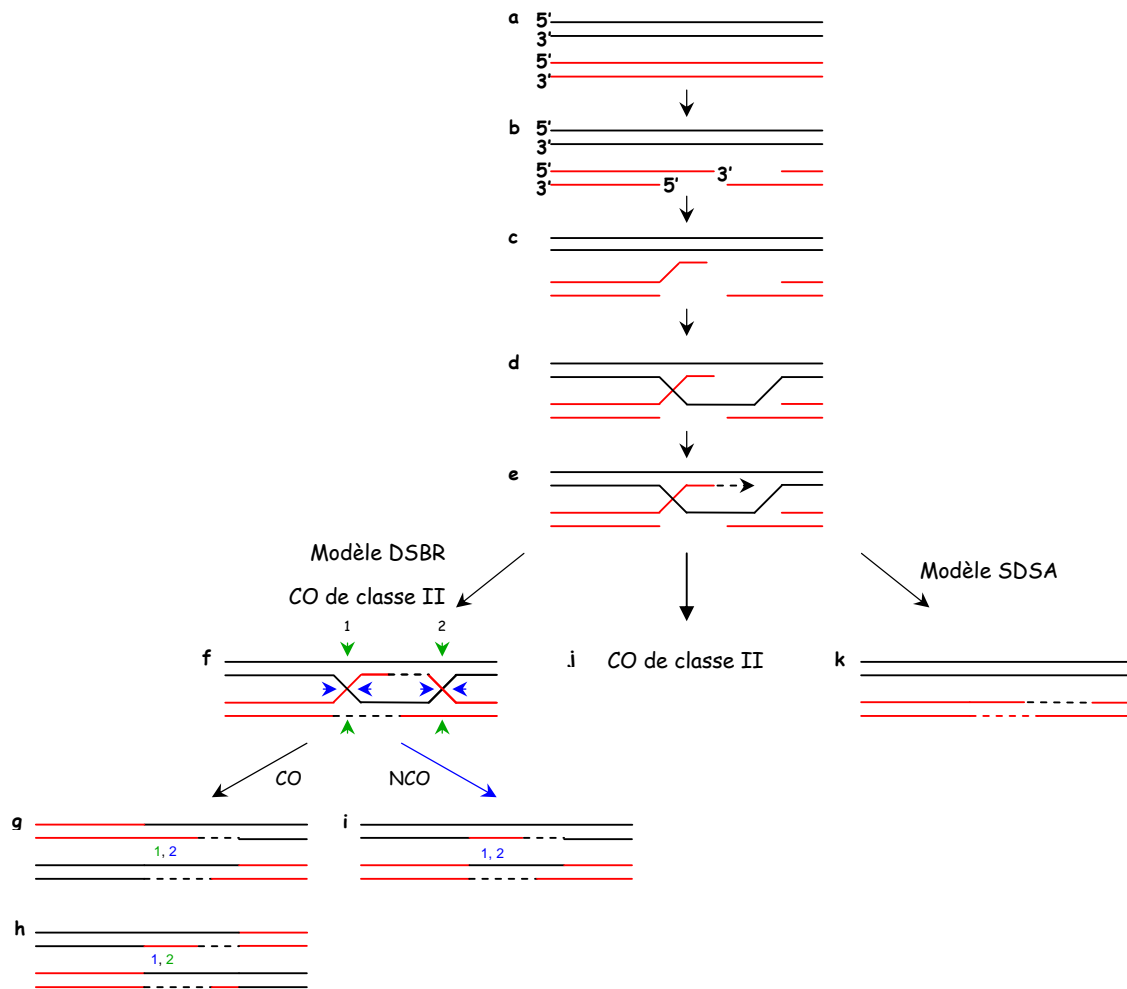 a 5'
3'
5'
3'
b 5'
3'
5' 3'
3' 5'
c
d
e
Modèle DSBR
CO de classe II
Modèle SDSA
1 2
f
j CO de classe II
k
CO NCO
g
1, 2
i
1, 2
h
1, 2